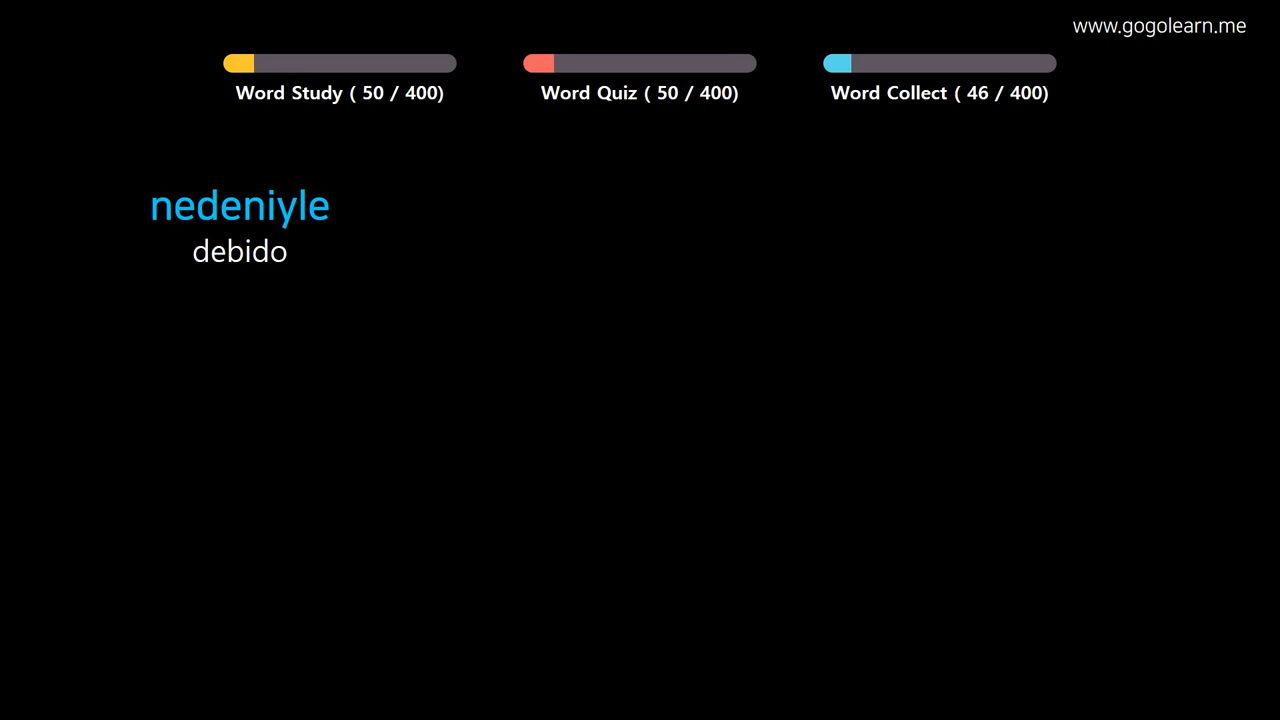 www.gogolearn.me
Word Study ( 50 / 400)
Word Quiz ( 50 / 400)
Word Collect ( 46 / 400)
nedeniyle
debido